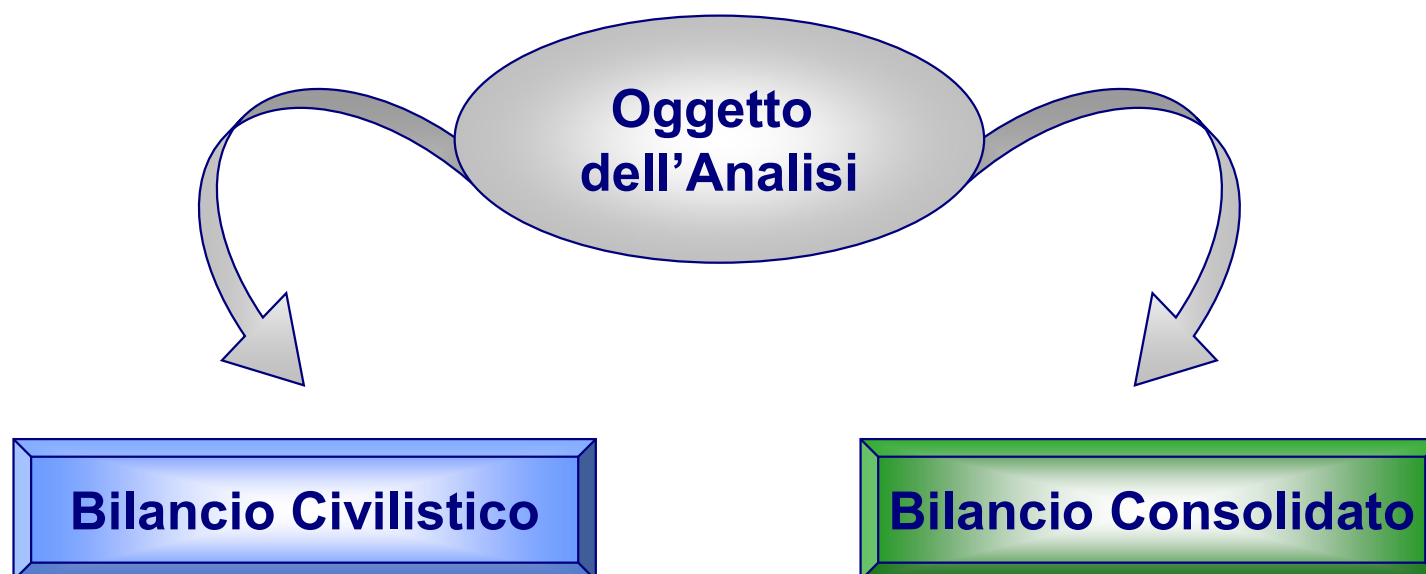 Oggetto
dell’Analisi
Bilancio Civilistico
Bilancio Consolidato